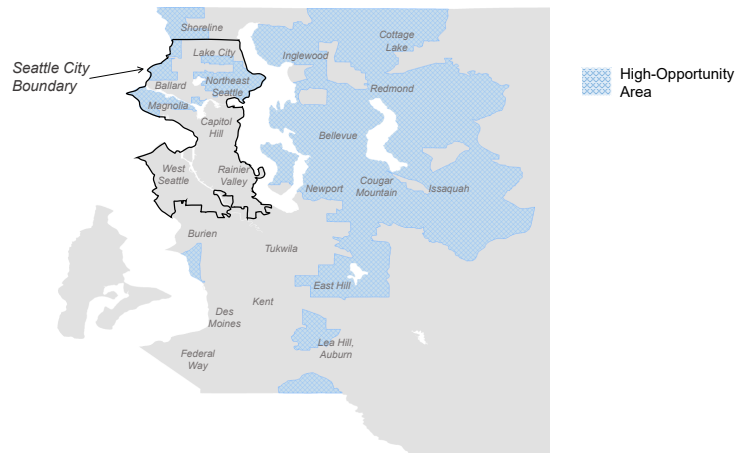 Shoreline
Cottage
Lake
Lake City
Inglewood
Seattle City
Boundary
Ballard
Northeast
Seattle
Redmond
High-Opportunity
Area
Magnolia
Capitol
Hill
Bellevue
West
Seattle
Rainier
Valley
Newport
Cougar
Mountain
Issaquah
Burien
Tukwila
East Hill
Kent
Des
Moines
Lea Hill,
Auburn
Federal
Way